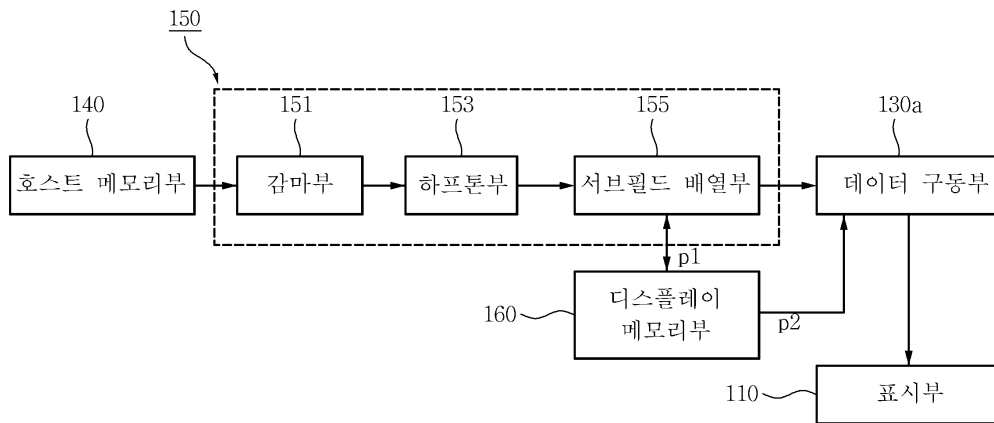 150
140
151
153
155
130a
호스트 메모리부
감마부
하프톤부
서브필드 배열부
데이터 구동부
p1
디스플레이
메모리부
160
p2
110
표시부